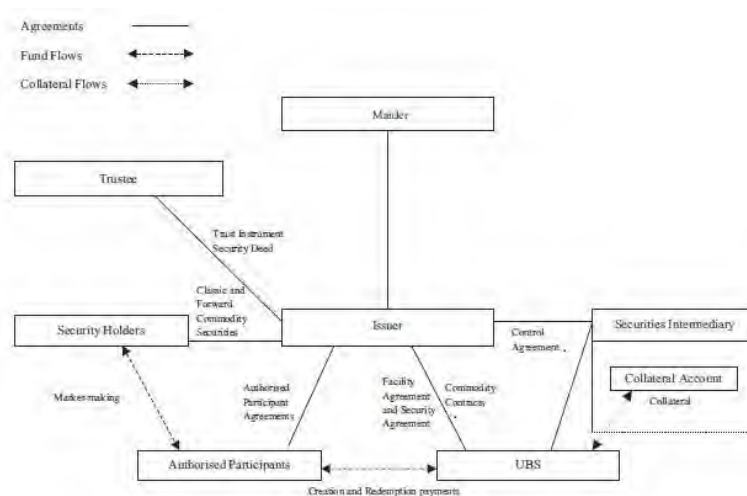 Agreements
Fund Flows
Collateral Flows
ManJer
Trustee
Trust Instrument
Security Deed
Classic and
Forward
Commodity
Securities
Security Holders
Issuer
Control
Agreement
Securities Intermediary
Collateral Account
Collateral
Market-making
Authorised
Participant
Agreements
Facility
Agreement
and Security
Agreement
Commodity
Contracts
Authorised Participants
UBS
Creation and Redemption payments